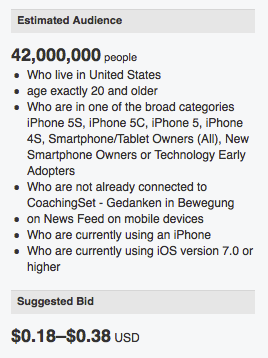 Estimated Audience
42,000,000 people
• Who live in United States
• age exactly 20 and older
• Who are in one of the broad categories
iPhone 5S, iPhone 5C, iPhone 5, iPhone
4S, Smartphone/Tablet Owners (All), New
Smartphone Owners or Technology Early
Adopters
• Who are not already connected to
CoachingSet - Gedanken in Bewegung
• on News Feed on mobile devices
• Who are currently using an iPhone
• Who are currently using iOS version 7.0 or
higher
Suggested Bid
$0.18–$0.38 USD